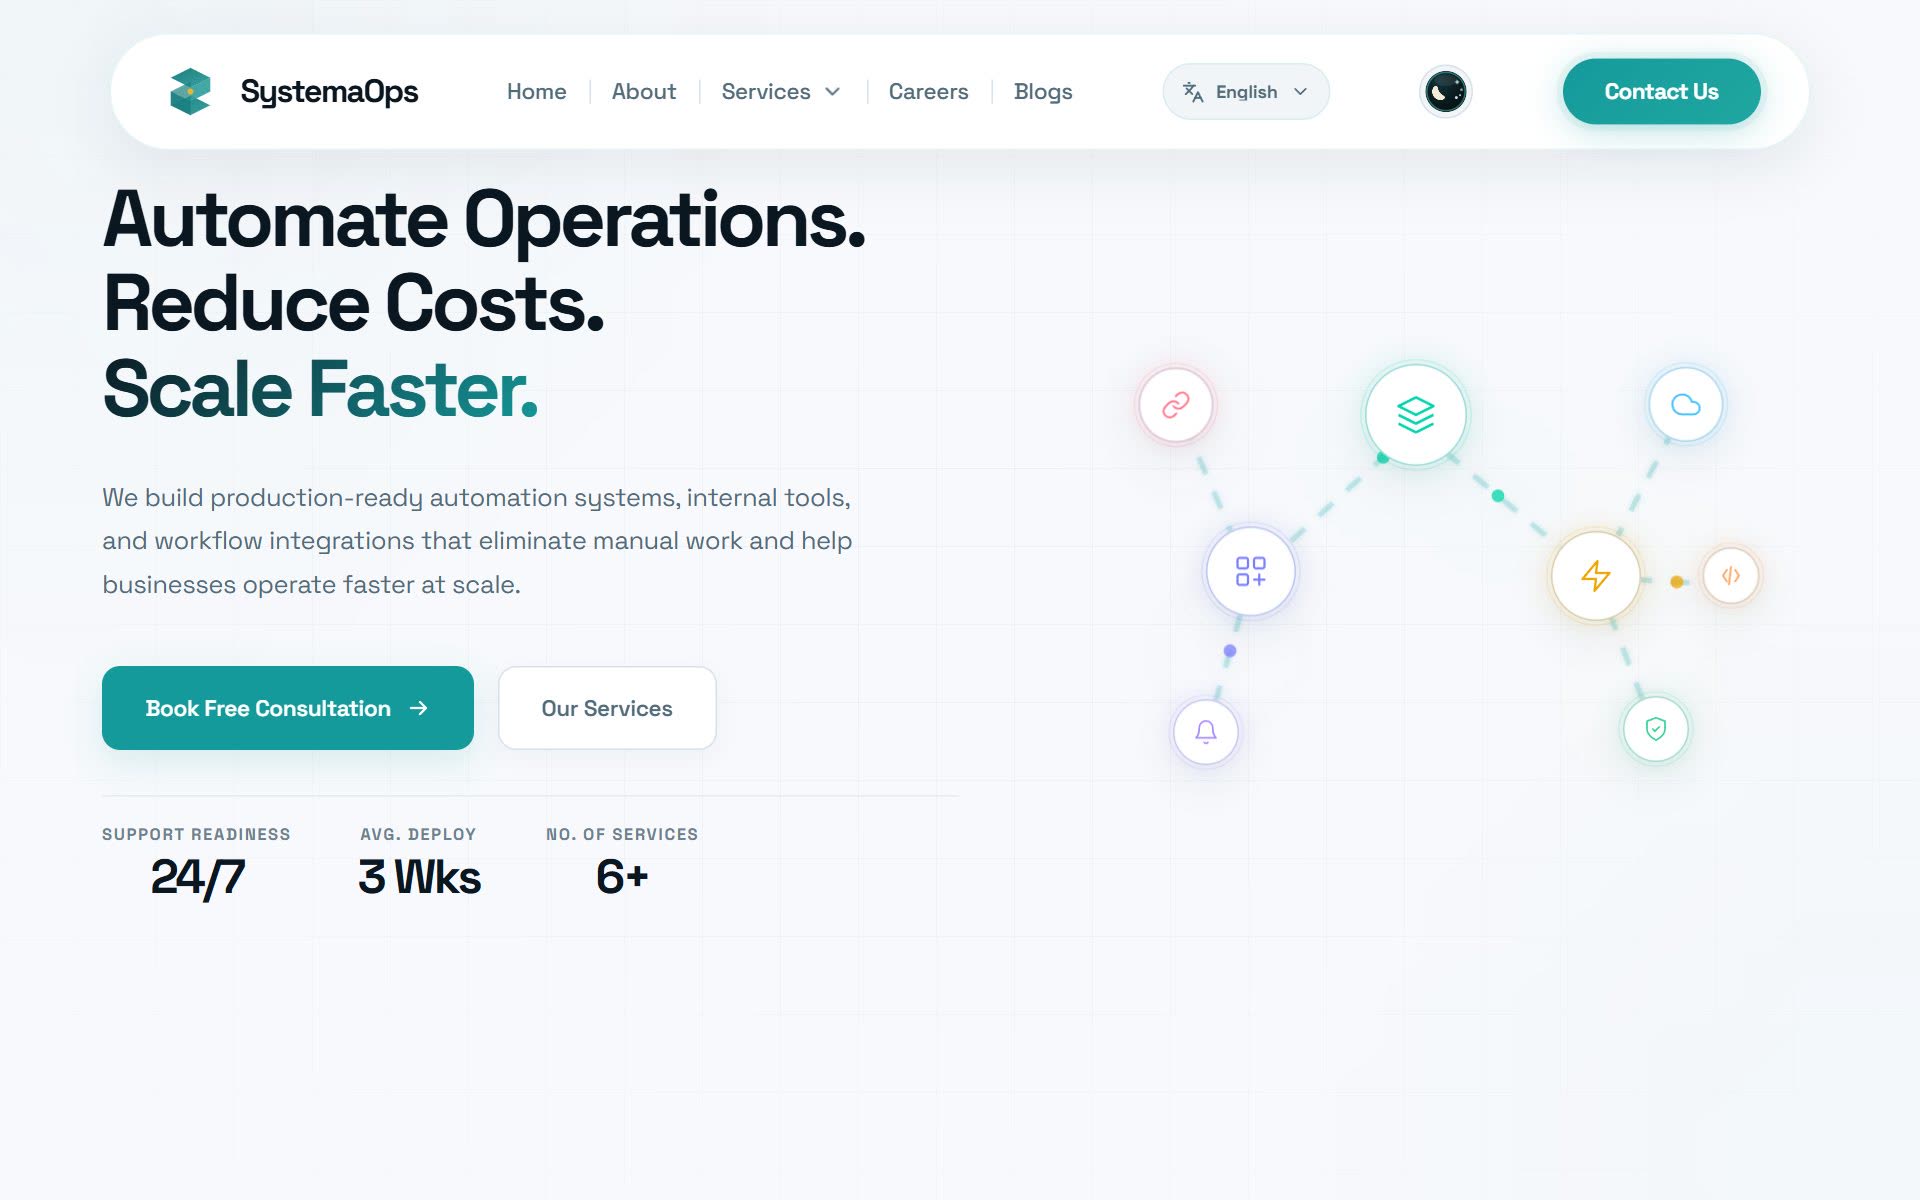 SystemaOps
Home
About
Services
Careers
Blogs
English
Contact Us
Automate Operations.
Reduce Costs.
Scale Faster.
We build production-ready automation systems, internal tools,
and workflow integrations that eliminate manual work and help
businesses operate faster at scale.
Book Free Consultation →
Our Services
SUPPORT READINESS
24/7
AVG. DEPLOY
3 Wks
NO. OF SERVICES
6+